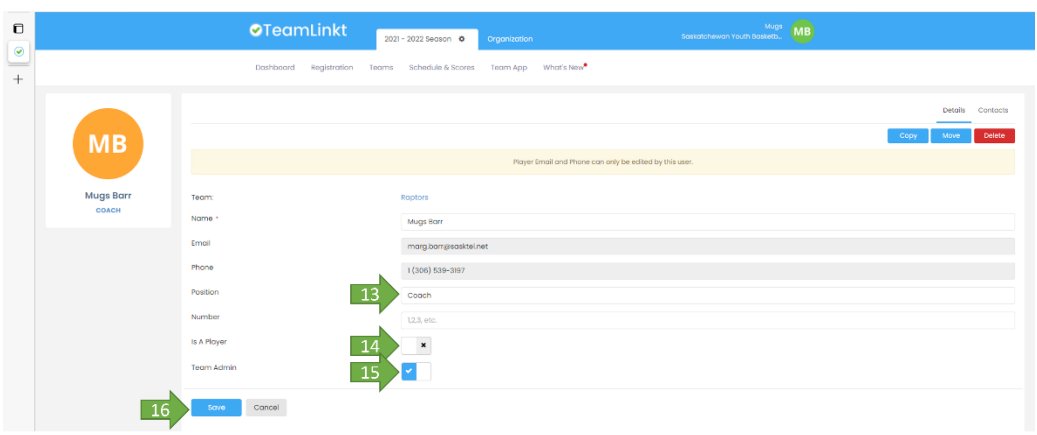 TeamLinkt
2021 - 2022 Season
Organization
Mugs
Saskatchewan Youth Basketb...
MB
Dashboard Registration Teams Schedule & Scores Team App What's New
Details Contacts
Copy Move Delete
MB
Mugs Barr
COACH
Player Email and Phone can only be edited by this user.
Team: Raptors
Name * Mugs Barr
Email marg.barr@sasktel.net
Phone 1 (306) 539-3197
Position 13 Coach
Number 1,2,3, etc.
Is A Player 14
Team Admin 15
16 Save Cancel